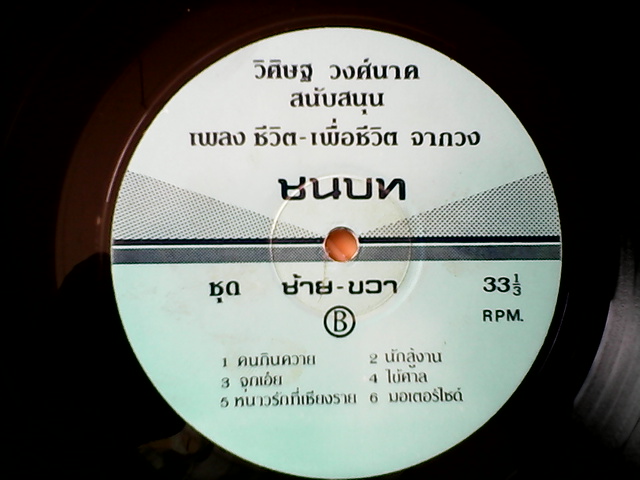 วิศิษฐ วงศ์นาค
สนับสนุน
เพลง ชีวิต-เพื่อชีวิต จากวง
ชนบท
ชุด ซ้าย-ขวา 33⅓
B RPM.
1 คนกินควาย 2 นักสู้งาน
3 จุกเอ๋ย 4 ไข้ศาล
5 หนาวรักที่เชียงราย 6 มอเตอร์ไซด์